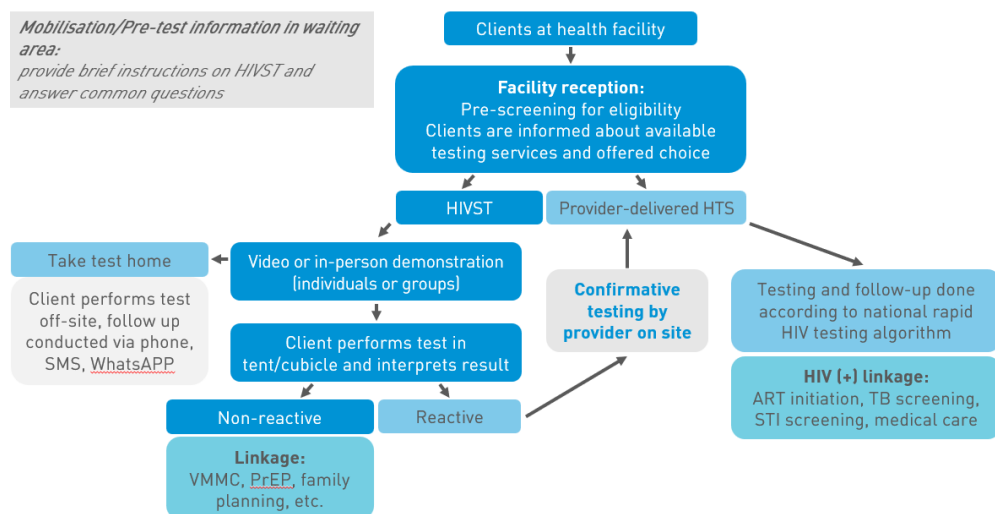 Mobilisation/Pre-test information in waiting
area:
provide brief instructions on HIVST and
answer common questions
Clients at health facility
Facility reception:
Pre-screening for eligibility
Clients are informed about available
testing services and offered choice
HIVST
Provider-delivered HTS
Take test home
Client performs test
off-site, follow up
conducted via phone,
SMS, WhatsAPP
Video or in-person demonstration
(individuals or groups)
Client performs test in
tent/cubicle and interprets result
Non-reactive
Reactive
Linkage:
VMMC, PrEP, family
planning, etc.
Confirmative
testing by
provider on site
Testing and follow-up done
according to national rapid
HIV testing algorithm
HIV (+) linkage:
ART initiation, TB screening,
STI screening, medical care